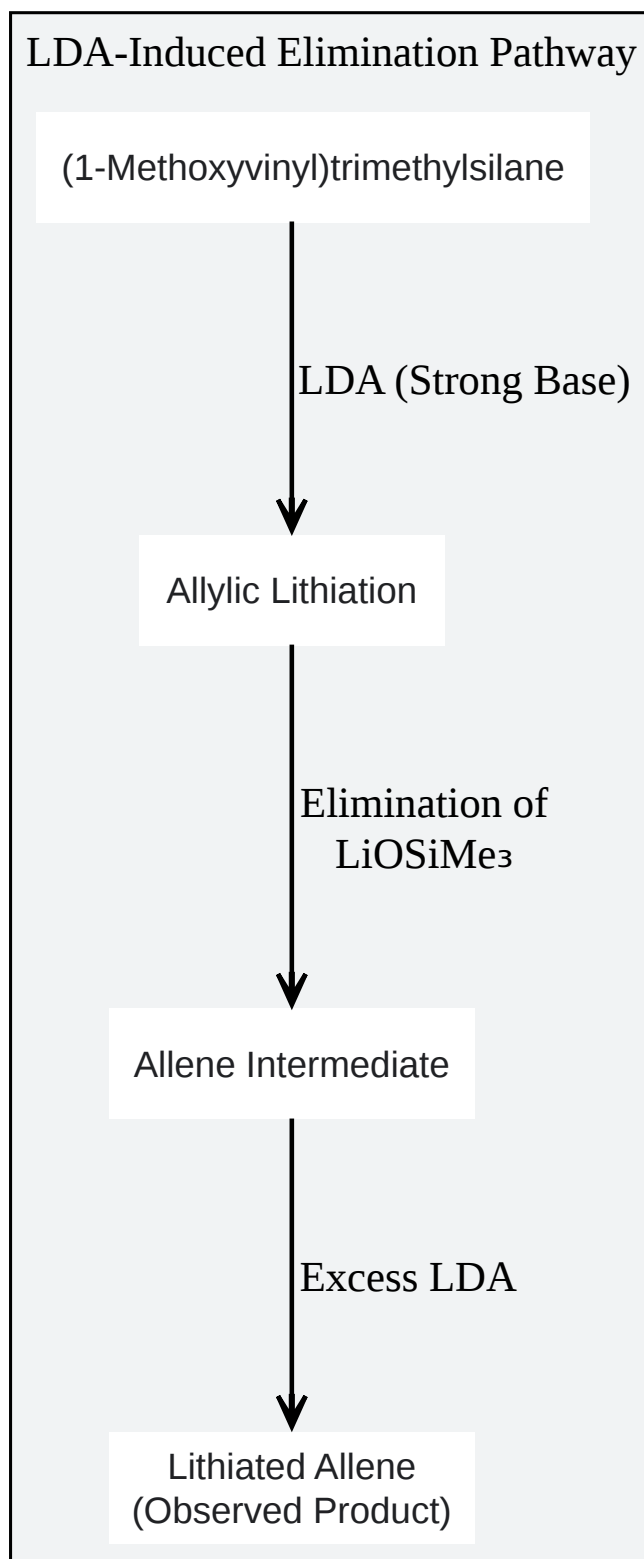 LDA-Induced Elimination Pathway
(1-Methoxyvinyl)trimethylsilane
LDA (Strong Base)
Allylic Lithiation
Elimination of
LiOSiMe₃
Allene Intermediate
Excess LDA
Lithiated Allene
(Observed Product)